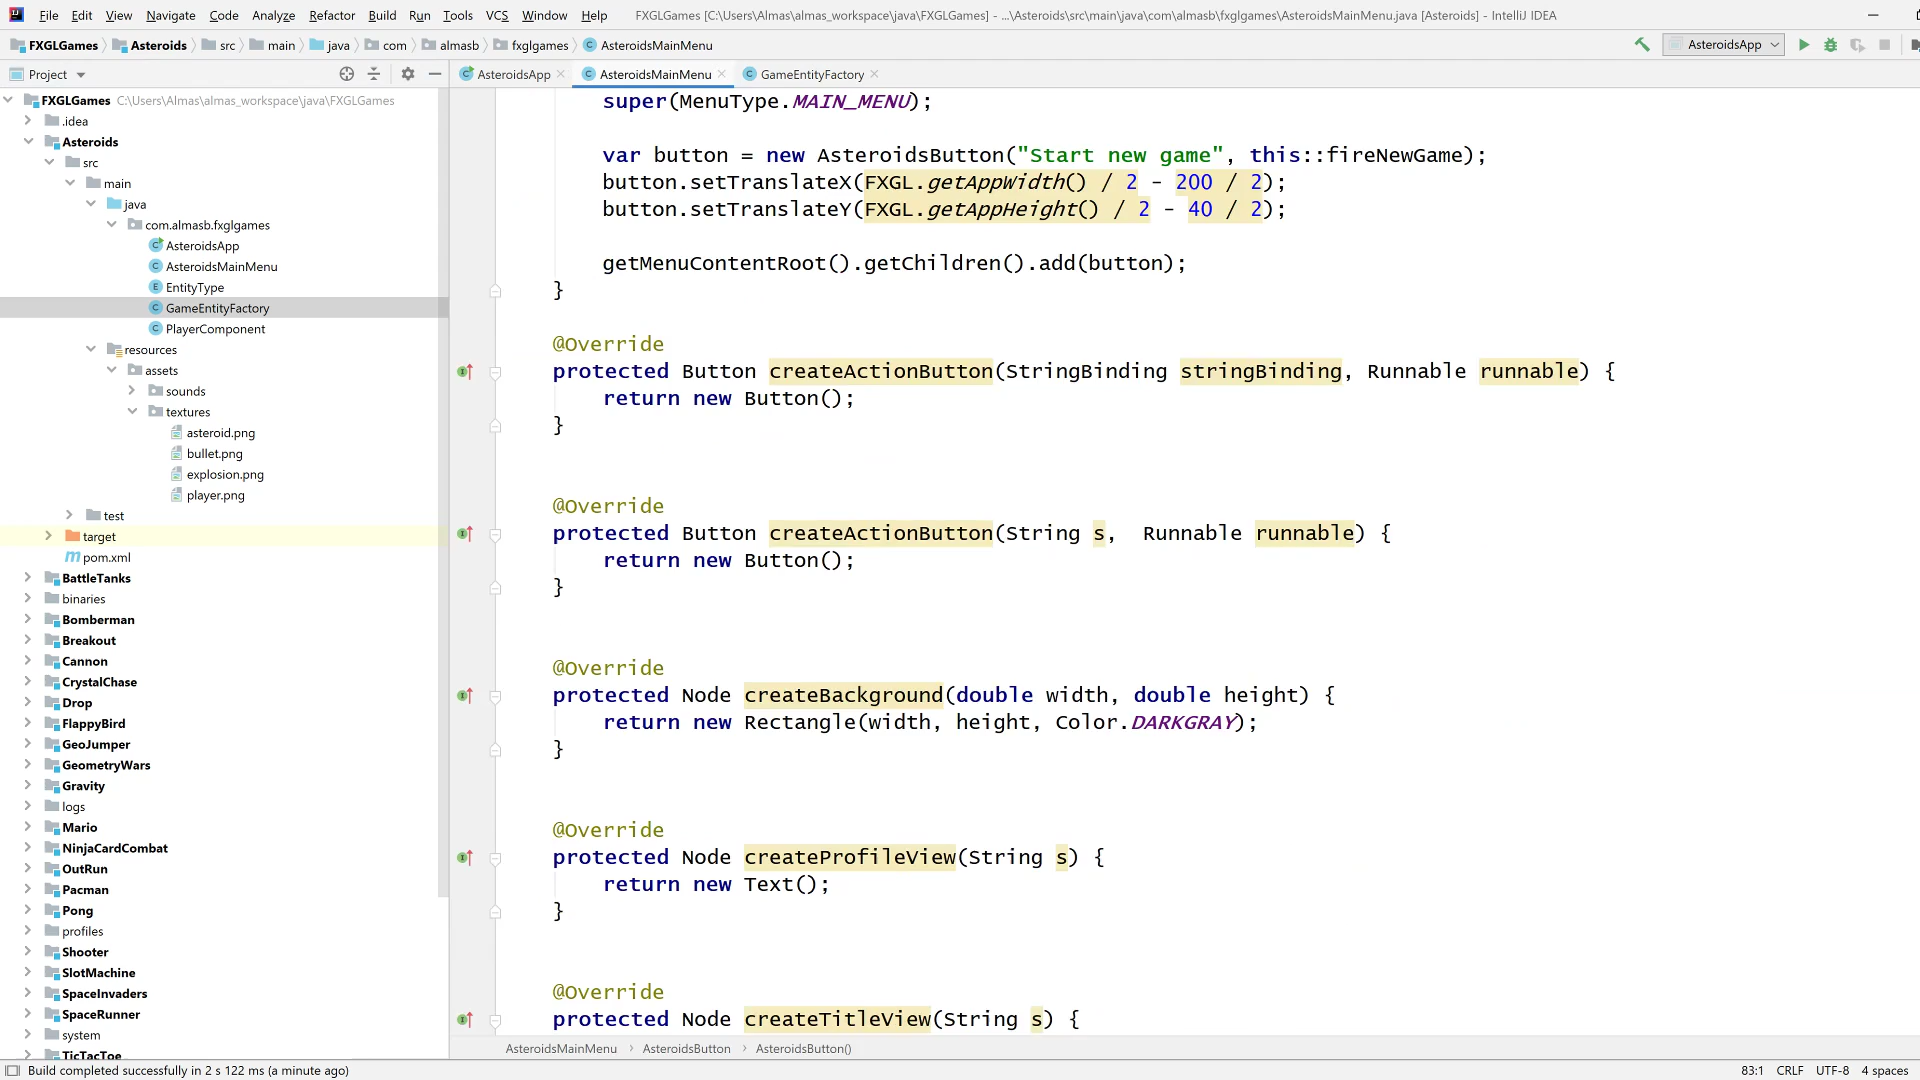 File Edit View Navigate Code Analyze Refactor Build Run Tools VCS Window Help FXGLGames [C:\Users\Almas\almas_workspace\java\FXGLGames] - ...\Asteroids\src\main\java\com\almasb\fxglgames\AsteroidsMainMenu.java [Asteroids] - IntelliJ IDEA
FXGLGames Asteroids src main java com almasb fxglgames AsteroidsMainMenu AsteroidsApp
Project AsteroidsApp AsteroidsMainMenu GameEntityFactory
FXGLGames C:\Users\Almas\almas_workspace\java\FXGLGames
.idea
Asteroids
src
main
java
com.almasb.fxglgames
AsteroidsApp
AsteroidsMainMenu
EntityType
GameEntityFactory
PlayerComponent
resources
assets
sounds
textures
asteroid.png
bullet.png
explosion.png
player.png
test
target
pom.xml
BattleTanks
binaries
Bomberman
Breakout
Cannon
CrystalChase
Drop
FlappyBird
GeoJumper
GeometryWars
Gravity
logs
Mario
NinjaCardCombat
OutRun
Pacman
Pong
profiles
Shooter
SlotMachine
SpaceInvaders
SpaceRunner
system
TicTacToe
super(MenuType.MAIN_MENU);
var button = new AsteroidsButton("Start new game", this::fireNewGame);
button.setTranslateX(FXGL.getAppWidth() / 2 - 200 / 2);
button.setTranslateY(FXGL.getAppHeight() / 2 - 40 / 2);
getMenuContentRoot().getChildren().add(button);
}
@Override
protected Button createActionButton(StringBinding stringBinding, Runnable runnable) {
return new Button();
}
@Override
protected Button createActionButton(String s, Runnable runnable) {
return new Button();
}
@Override
protected Node createBackground(double width, double height) {
return new Rectangle(width, height, Color.DARKGRAY);
}
@Override
protected Node createProfileView(String s) {
return new Text();
}
@Override
protected Node createTitleView(String s) {
AsteroidsMainMenu AsteroidsButton AsteroidsButton()
Build completed successfully in 2 s 122 ms (a minute ago) 83:1 CRLF UTF-8 4 spaces